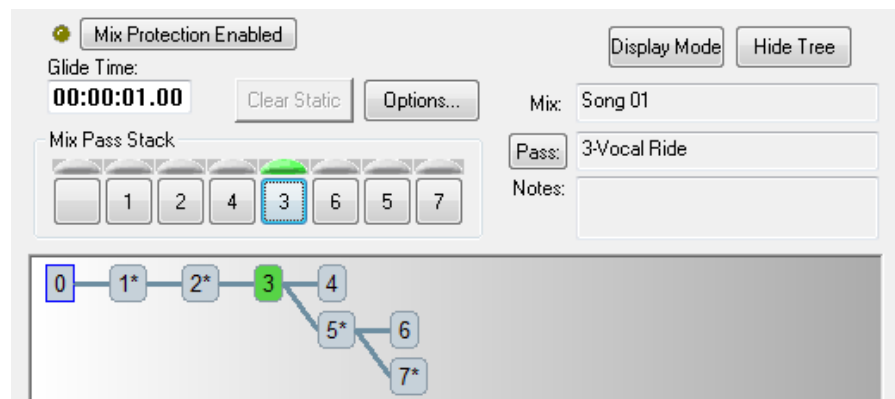 Mix Protection Enabled
Display Mode
Hide Tree
Glide Time:
00:00:01.00
Clear Static
Options...
Mix: Song 01
Mix Pass Stack
Pass: 3-Vocal Ride
1 2 4 3 6 5 7
Notes:
0 1* 2* 3 4
5* 6
7*